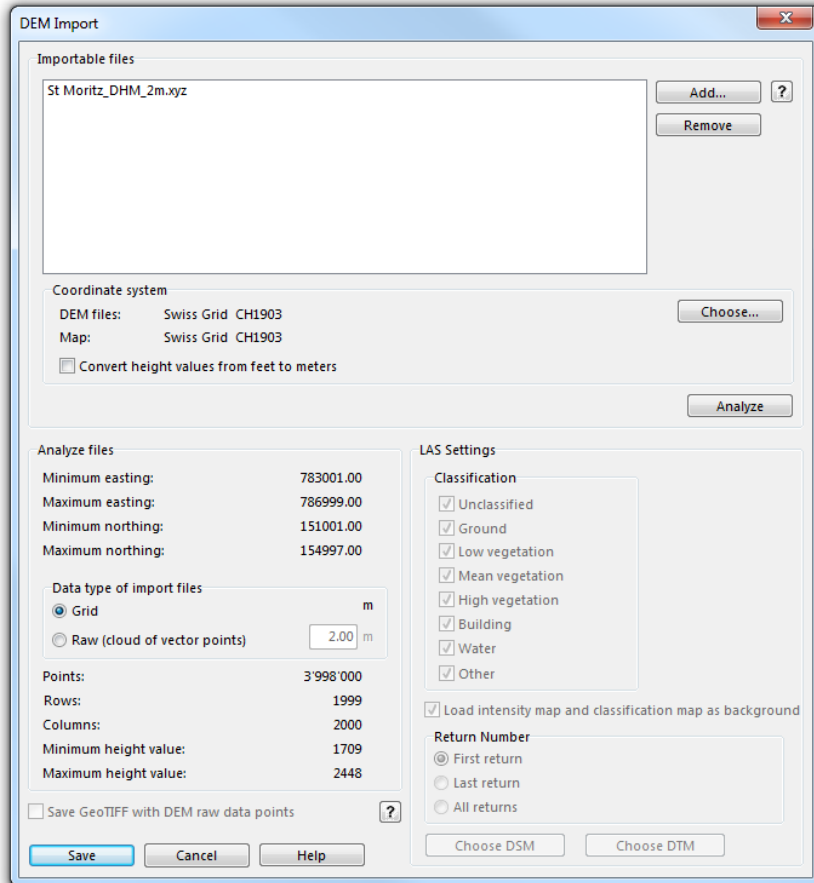 DEM Import
Importable files
St Moritz_DHM_2m.xyz
Add...
?
Remove
Coordinate system
DEM files: Swiss Grid CH1903
Choose...
Map: Swiss Grid CH1903
Convert height values from feet to meters
Analyze
Analyze files
Minimum easting: 783001.00
Maximum easting: 786999.00
Minimum northing: 151001.00
Maximum northing: 154997.00
Data type of import files
Grid m
Raw (cloud of vector points) 2.00 m
Points: 3'998'000
Rows: 1999
Columns: 2000
Minimum height value: 1709
Maximum height value: 2448
Save GeoTIFF with DEM raw data points ?
Save Cancel Help
LAS Settings
Classification
Unclassified
Ground
Low vegetation
Mean vegetation
High vegetation
Building
Water
Other
Load intensity map and classification map as background
Return Number
First return
Last return
All returns
Choose DSM Choose DTM